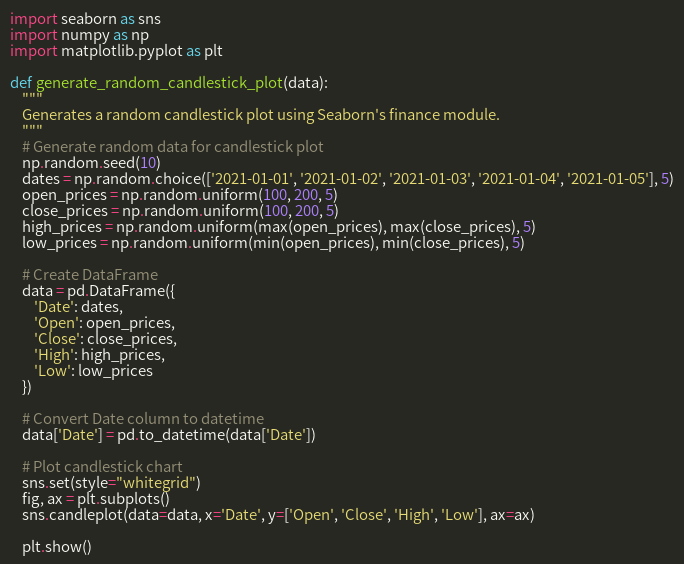 import seaborn as sns
import numpy as np
import matplotlib.pyplot as plt

def generate_random_candlestick_plot(data):
    """
    Generates a random candlestick plot using Seaborn's finance module.
    """
    # Generate random data for candlestick plot
    np.random.seed(10)
    dates = np.random.choice(['2021-01-01', '2021-01-02', '2021-01-03', '2021-01-04', '2021-01-05'], 5)
    open_prices = np.random.uniform(100, 200, 5)
    close_prices = np.random.uniform(100, 200, 5)
    high_prices = np.random.uniform(max(open_prices), max(close_prices), 5)
    low_prices = np.random.uniform(min(open_prices), min(close_prices), 5)

    # Create DataFrame
    data = pd.DataFrame({
        'Date': dates,
        'Open': open_prices,
        'Close': close_prices,
        'High': high_prices,
        'Low': low_prices
    })

    # Convert Date column to datetime
    data['Date'] = pd.to_datetime(data['Date'])

    # Plot candlestick chart
    sns.set(style="whitegrid")
    fig, ax = plt.subplots()
    sns.candleplot(data=data, x='Date', y=['Open', 'Close', 'High', 'Low'], ax=ax)

    plt.show()